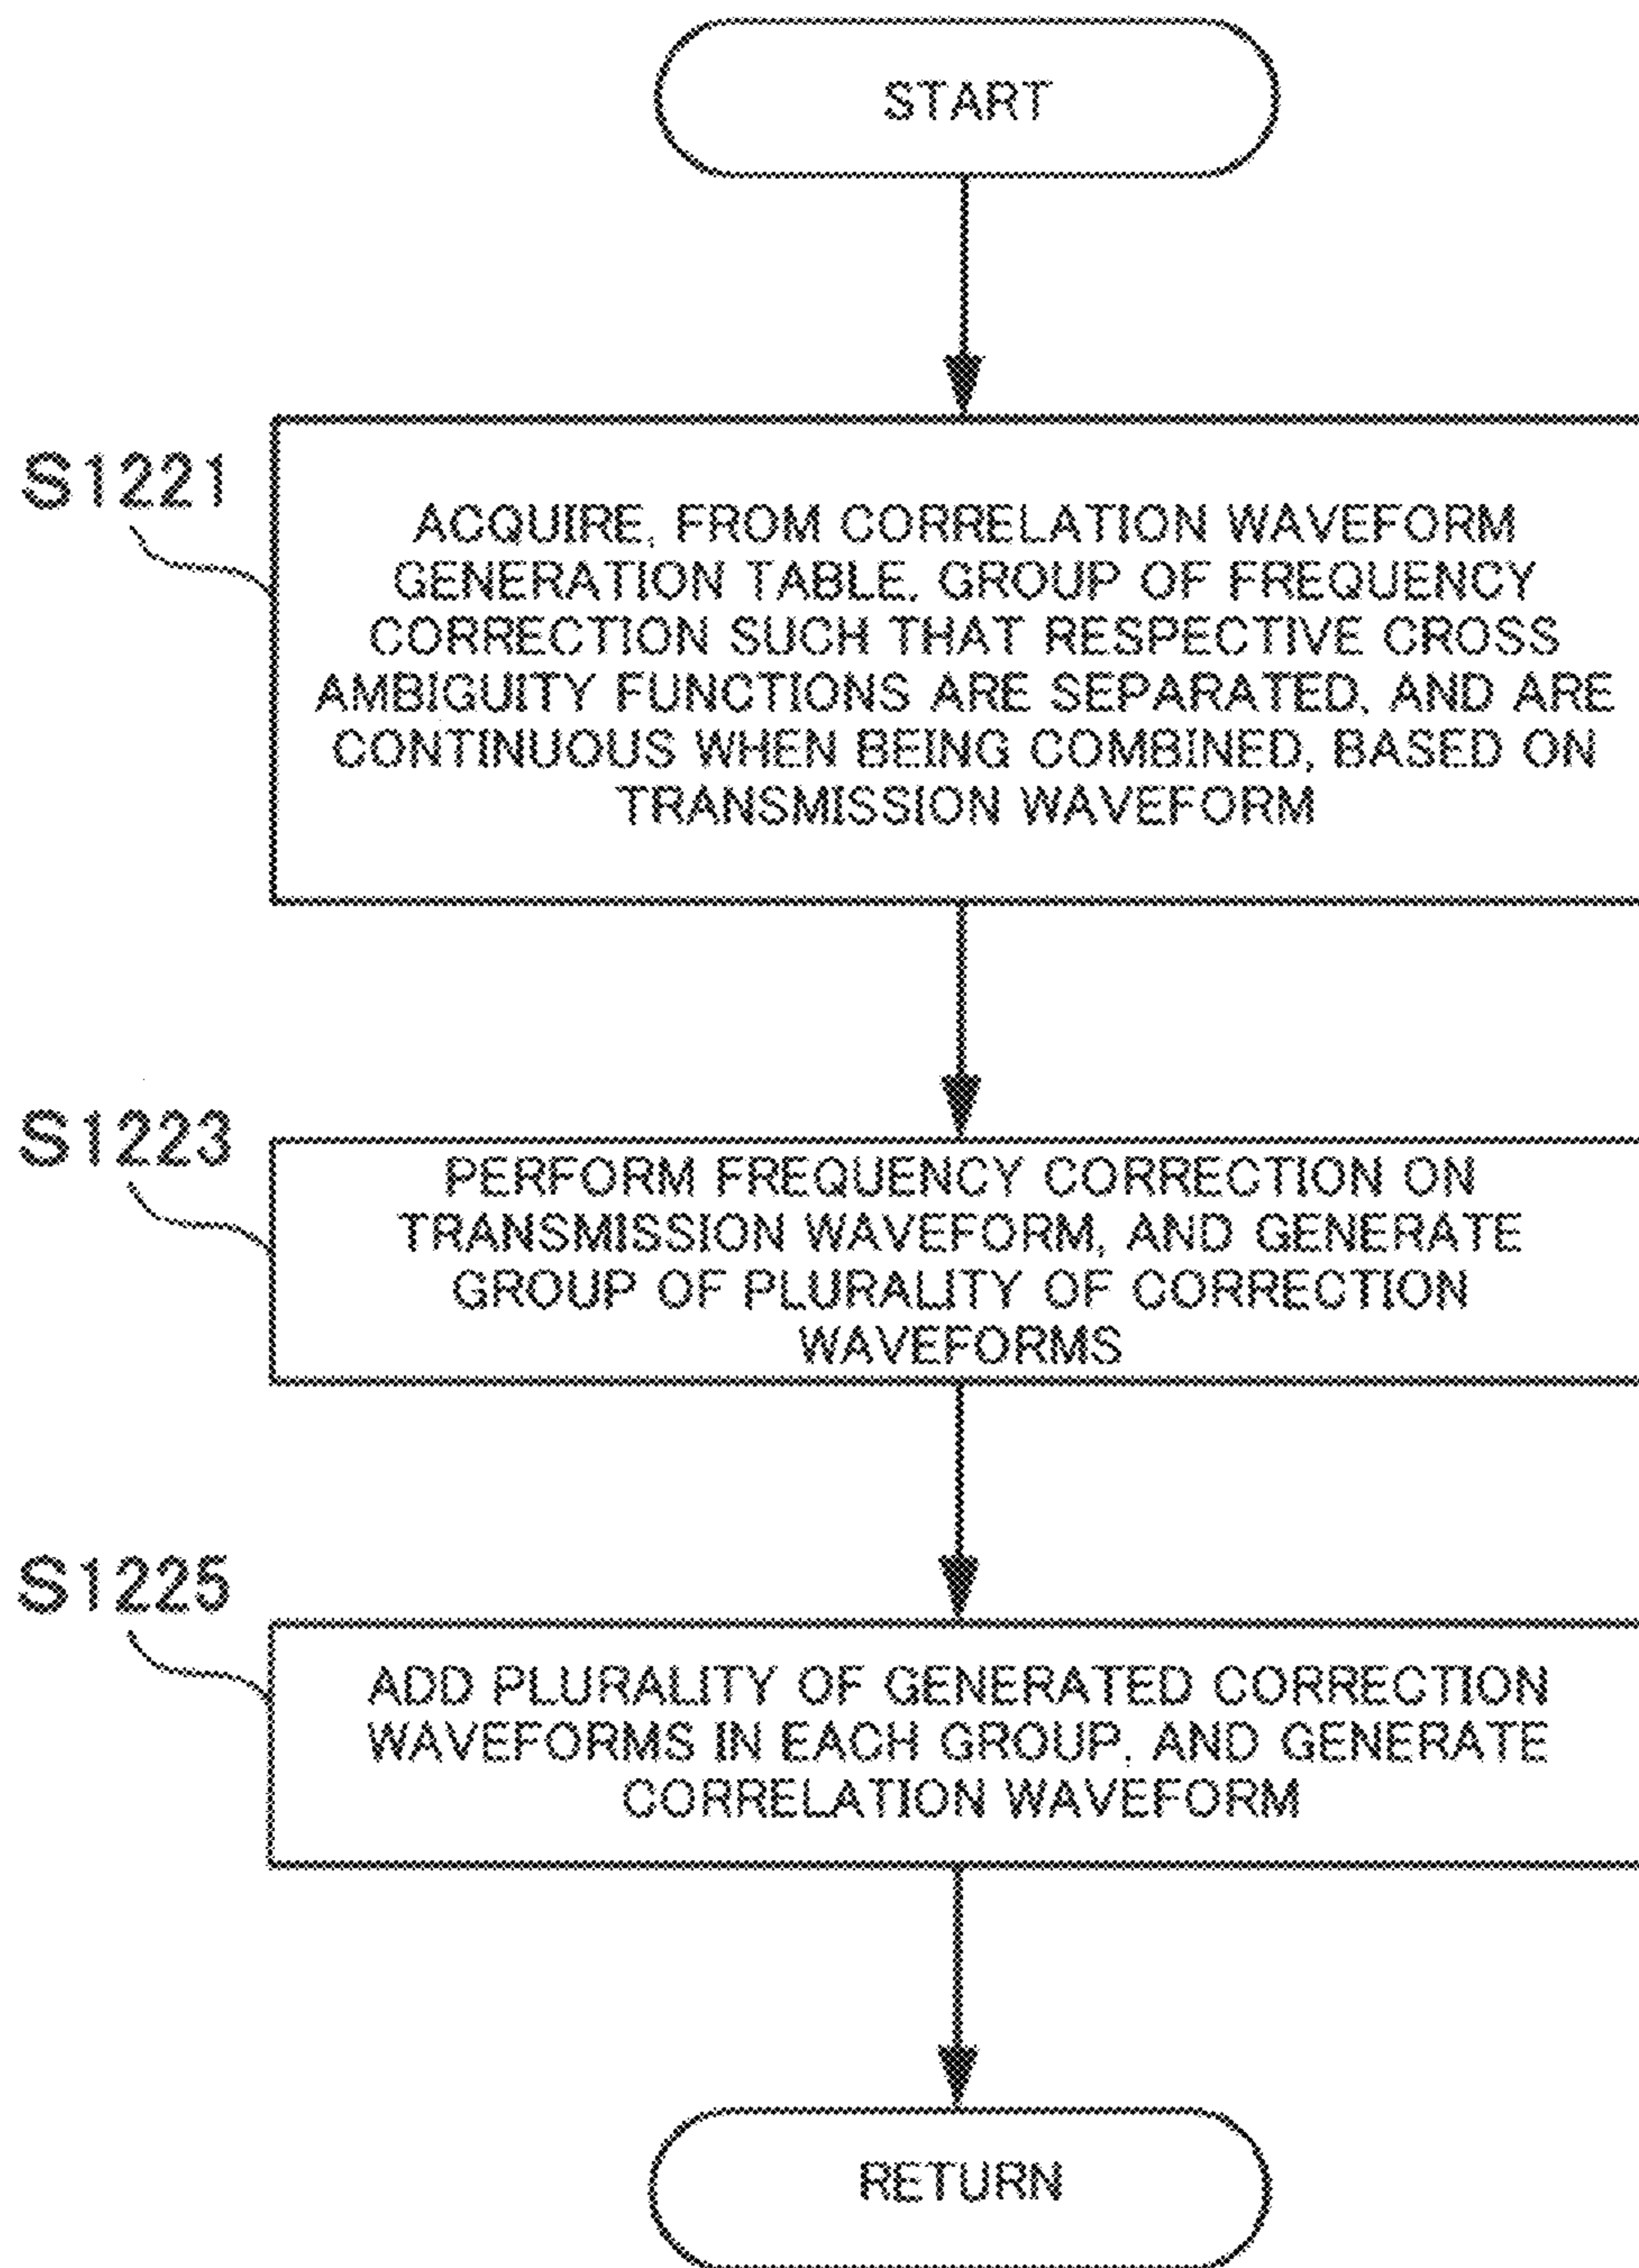 START
S1221
ACQUIRE, FROM CORRELATION WAVEFORM
GENERATION TABLE, GROUP OF FREQUENCY
CORRECTION SUCH THAT RESPECTIVE CROSS
AMBIGUITY FUNCTIONS ARE SEPARATED, AND ARE
CONTINUOUS WHEN BEING COMBINED, BASED ON
TRANSMISSION WAVEFORM
S1223
PERFORM FREQUENCY CORRECTION ON
TRANSMISSION WAVEFORM, AND GENERATE
GROUP OF PLURALITY OF CORRECTION
WAVEFORMS
S1225
ADD PLURALITY OF GENERATED CORRECTION
WAVEFORMS IN EACH GROUP, AND GENERATE
CORRELATION WAVEFORM
RETURN